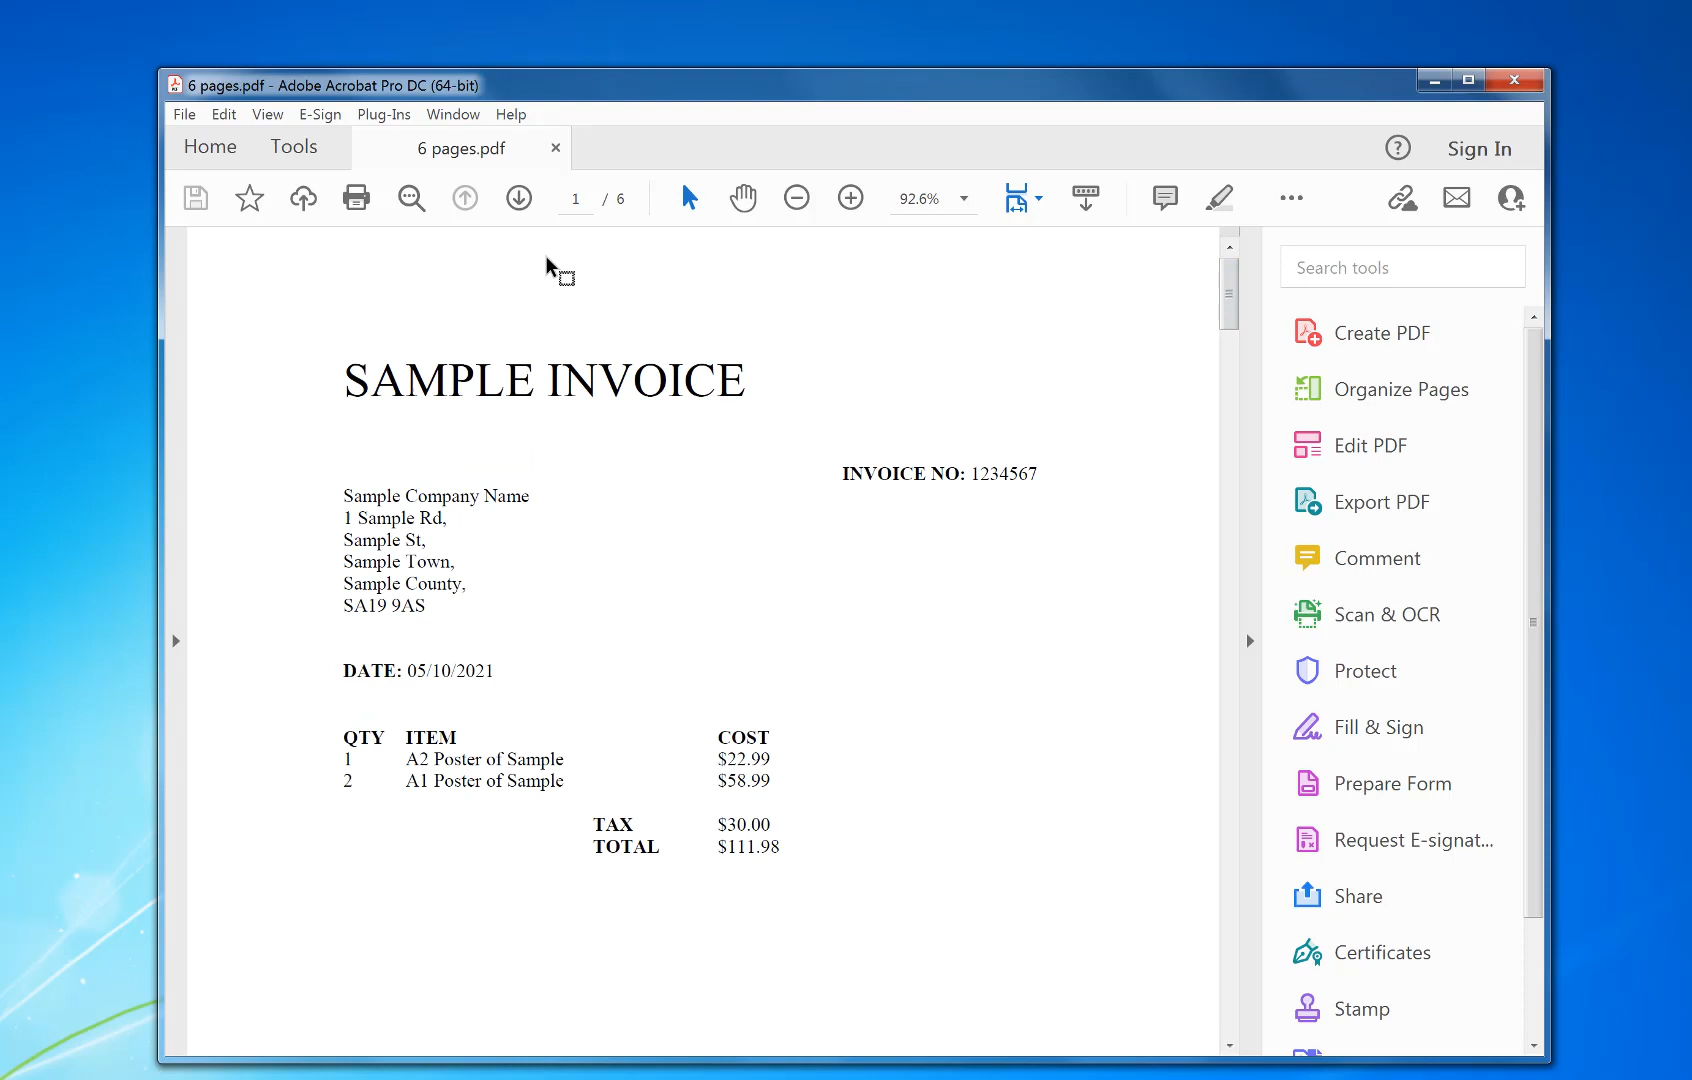 6 pages.pdf - Adobe Acrobat Pro DC (64-bit)
File Edit View E-Sign Plug-Ins Window Help
Home Tools 6 pages.pdf Sign In
1 / 6 92.6%
Search tools
Create PDF
Organize Pages
Edit PDF
Export PDF
Comment
Scan & OCR
Protect
Fill & Sign
Prepare Form
Request E-signat...
Share
Certificates
Stamp
SAMPLE INVOICE
INVOICE NO: 1234567
Sample Company Name
1 Sample Rd,
Sample St,
Sample Town,
Sample County,
SA19 9AS
DATE: 05/10/2021
QTY ITEM COST
1 A2 Poster of Sample $22.99
2 A1 Poster of Sample $58.99
TAX $30.00
TOTAL $111.98